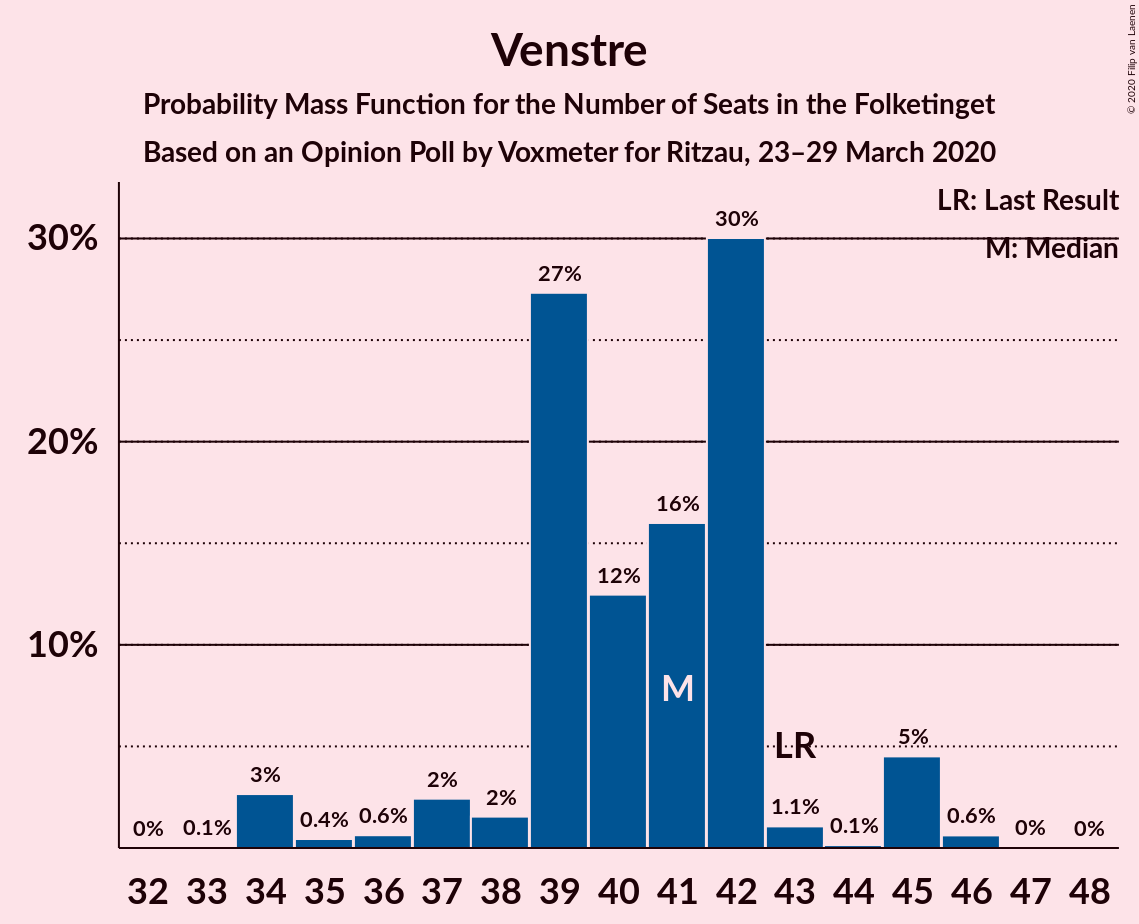 Venstre
Probability Mass Function for the Number of Seats in the Folketinget
Based on an Opinion Poll by Voxmeter for Ritzau, 23–29 March 2020
© 2020 Filip van Laenen
LR: Last Result
M: Median
30%
20%
10%
0%
0.1%
3%
0.4%
0.6%
2%
2%
27%
12%
16%
30%
1.1%
0.1%
5%
0.6%
0%
0%
M
LR
32 33 34 35 36 37 38 39 40 41 42 43 44 45 46 47 48